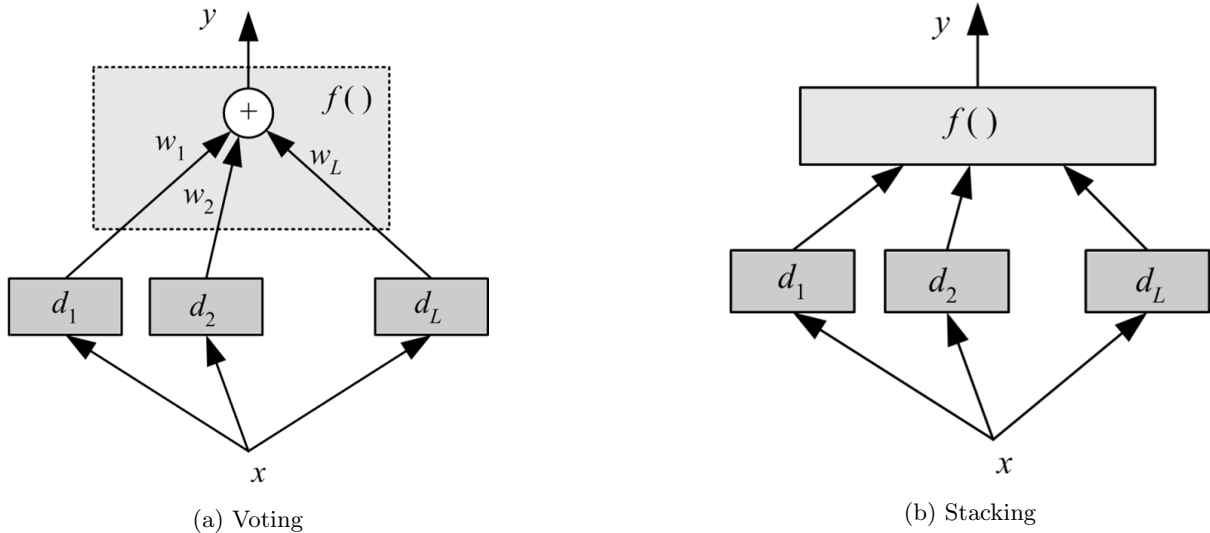 y
f( )
+
w1
w2
wL
d1
d2
dL
x
(a) Voting
y
f( )
d1
d2
dL
x
(b) Stacking